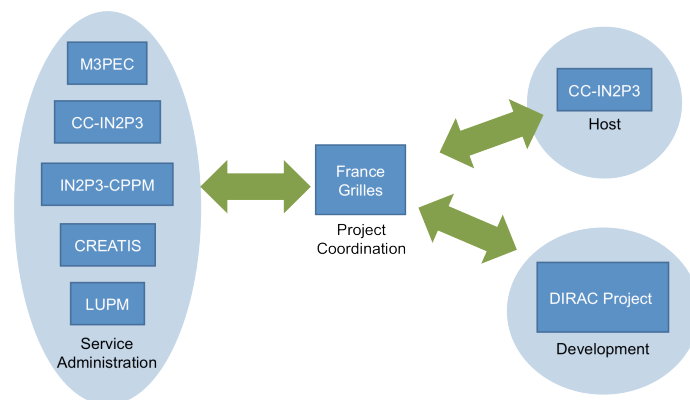 M3PEC
CC-IN2P3
IN2P3-CPPM
CREATIS
LUPM
Service
Administration
France
Grilles
Project
Coordination
CC-IN2P3
Host
DIRAC Project
Development